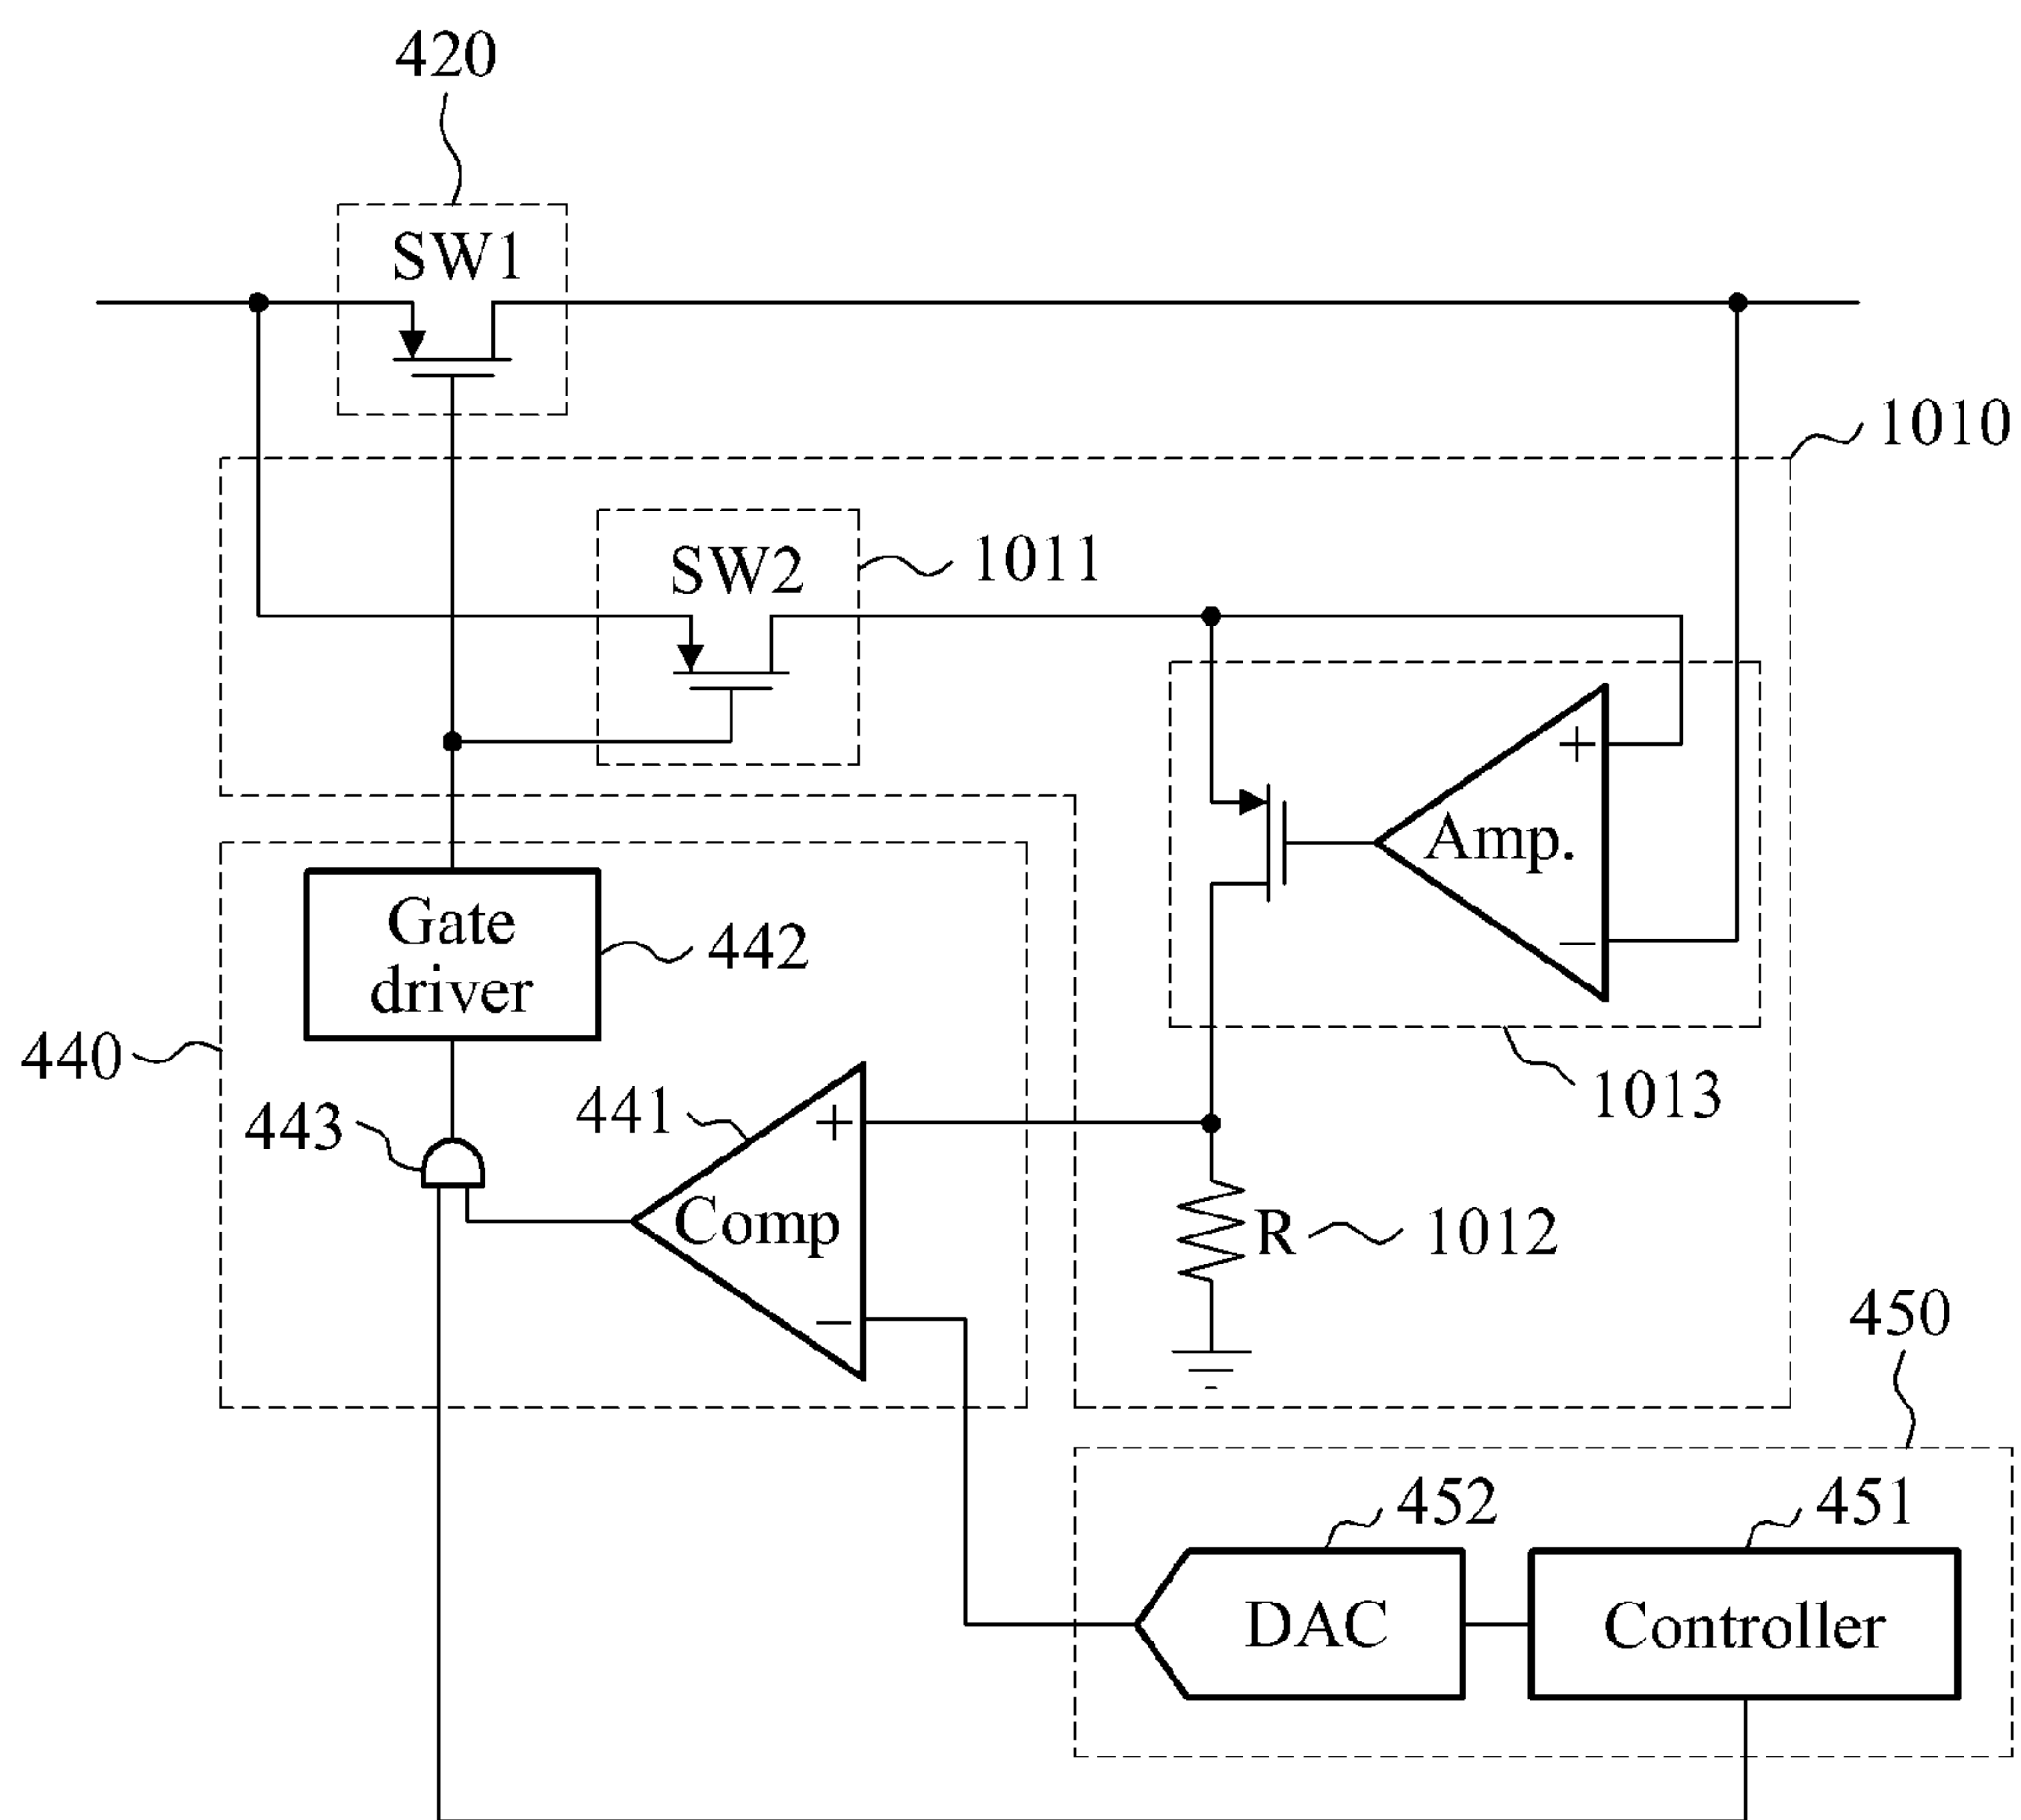 420
SW1
1010
SW2
1011
+
Amp.
−
Gate
driver
442
440
1013
443
441
+
Comp
−
R
1012
450
452
451
DAC
Controller